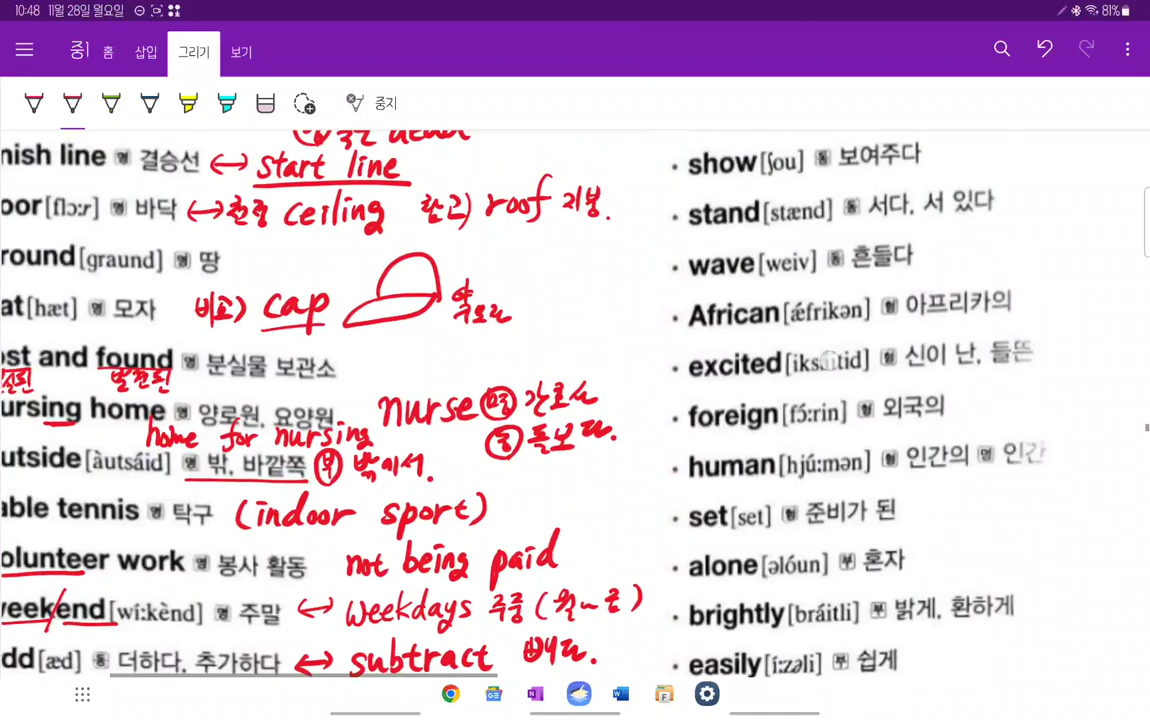 10:48 11월 28일 월요일
81%
중1 홈 삽입 그리기 보기
중지
nish line 명 결승선 ↔ start line
oor[flɔːr] 명 바닥 ↔ 천장 ceiling 참고) roof 지붕.
round[graund] 명 땅
at[hæt] 명 모자 비교) cap
ost and found 명 분실물 보관소
발견된
ursing home 명 양로원, 요양원 nurse 명 간호사
home for nursing 동 돌보다.
utside[àutsáid] 명 밖, 바깥쪽 부 밖에서.
able tennis 명 탁구 (indoor sport)
olunteer work 명 봉사 활동 not being paid
weekend[wíːkènd] 명 주말 ↔ weekdays 주중 (월~금)
dd[æd] 동 더하다, 추가하다 ↔ subtract 빼다.
• show[ʃou] 동 보여주다
• stand[stænd] 동 서다, 서 있다
• wave[weiv] 동 흔들다
• African[ǽfrikən] 형 아프리카의
• excited[iksáitid] 형 신이 난, 들뜬
• foreign[fɔ́ːrin] 형 외국의
• human[hjúːmən] 형 인간의 명 인간
• set[set] 형 준비가 된
• alone[əlóun] 부 혼자
• brightly[bráitli] 부 밝게, 환하게
• easily[íːzəli] 부 쉽게